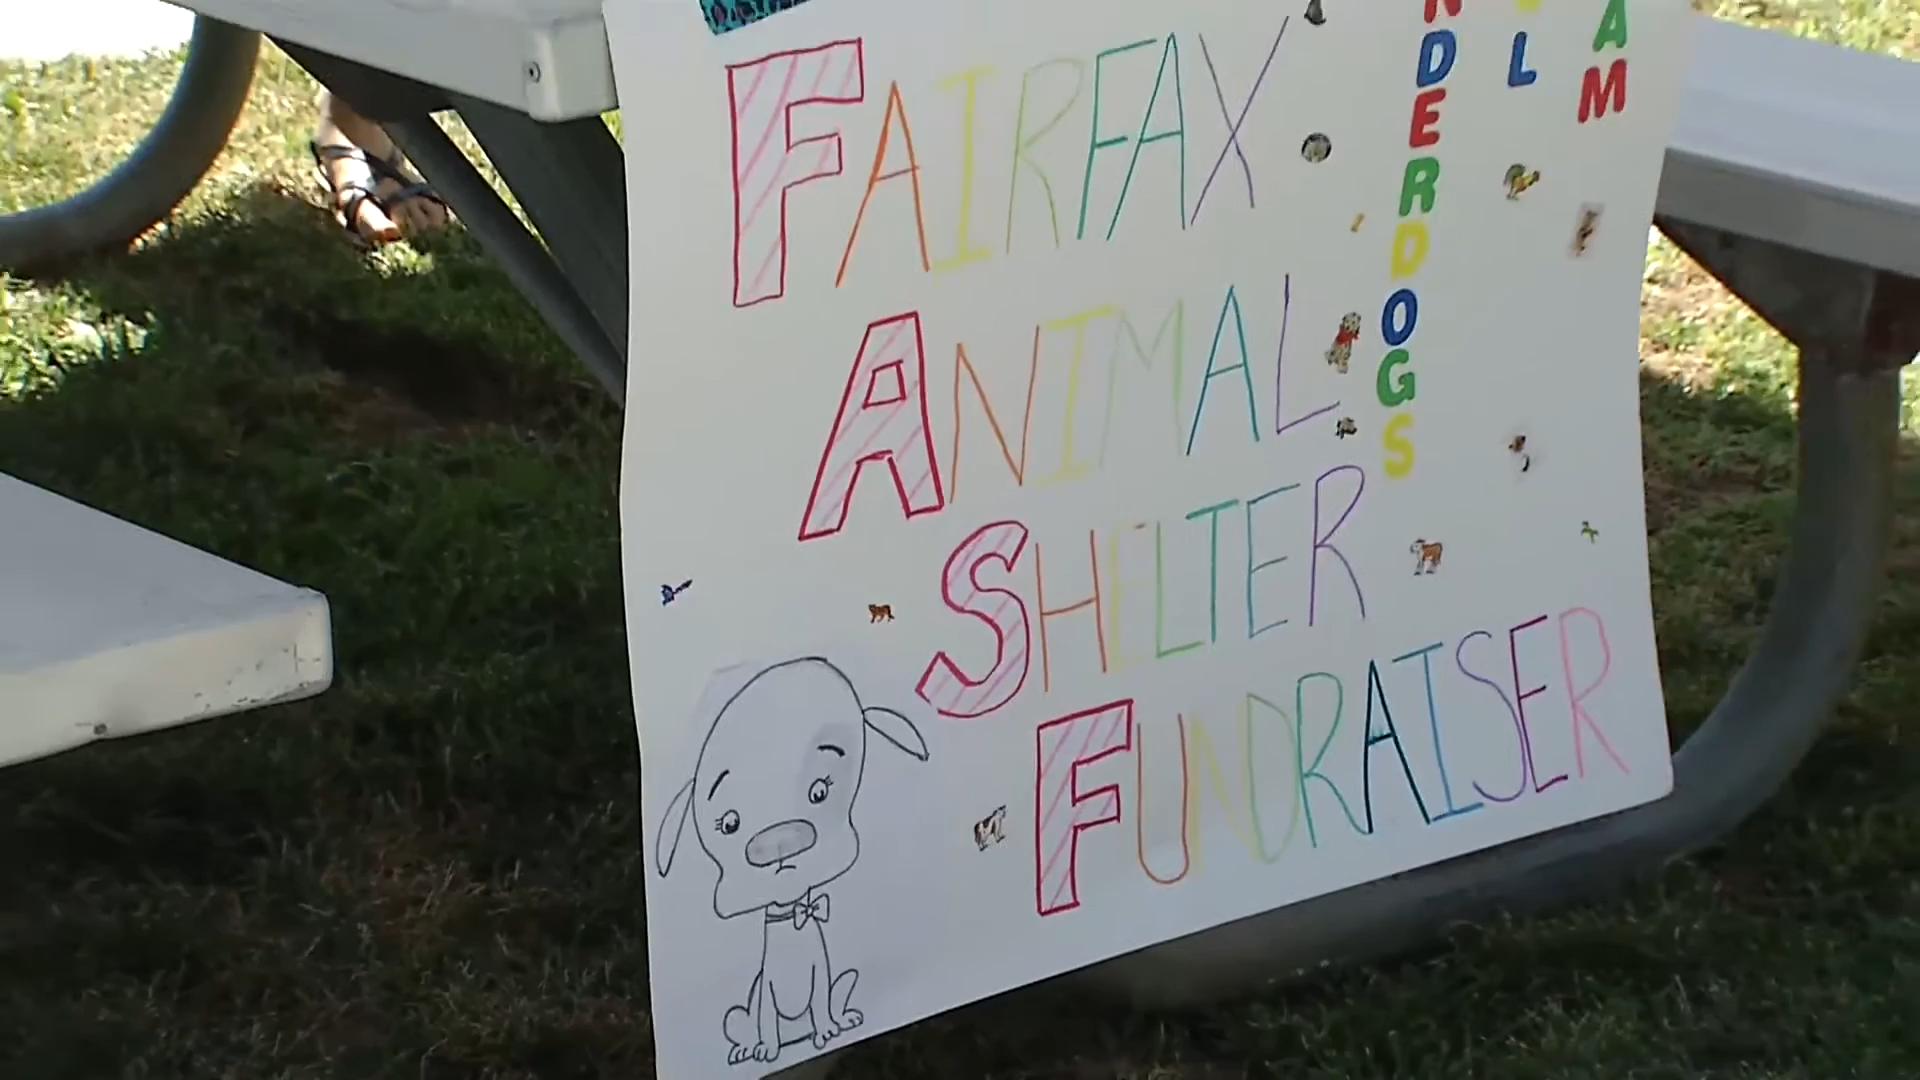 FAIRFAX
ANIMAL
SHELTER
FUNDRAISER
NDERDOGS
L
AM